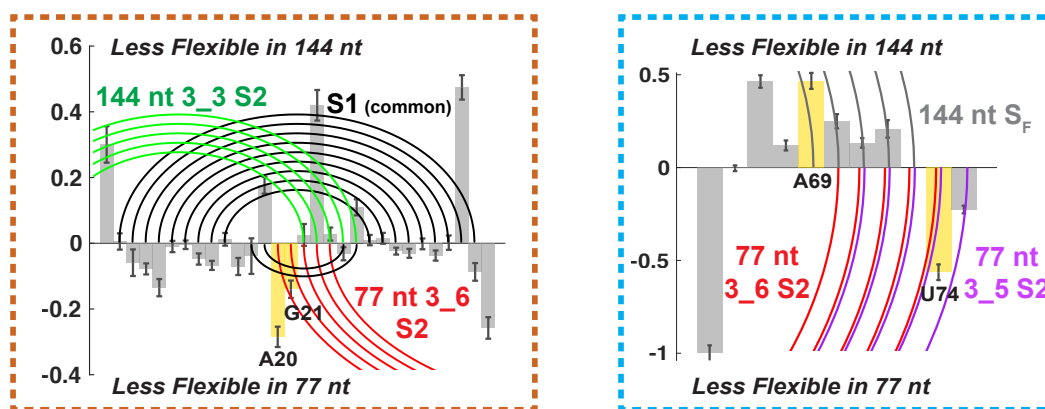 Less Flexible in 144 nt
0.6
0.4
0.2
0
-0.2
-0.4
144 nt 3_3 S2
S1 (common)
77 nt 3_6
S2
G21
A20
Less Flexible in 77 nt
Less Flexible in 144 nt
0.5
0
-0.5
-1
144 nt SF
A69
77 nt
3_6 S2
77 nt
3_5 S2
U74
Less Flexible in 77 nt